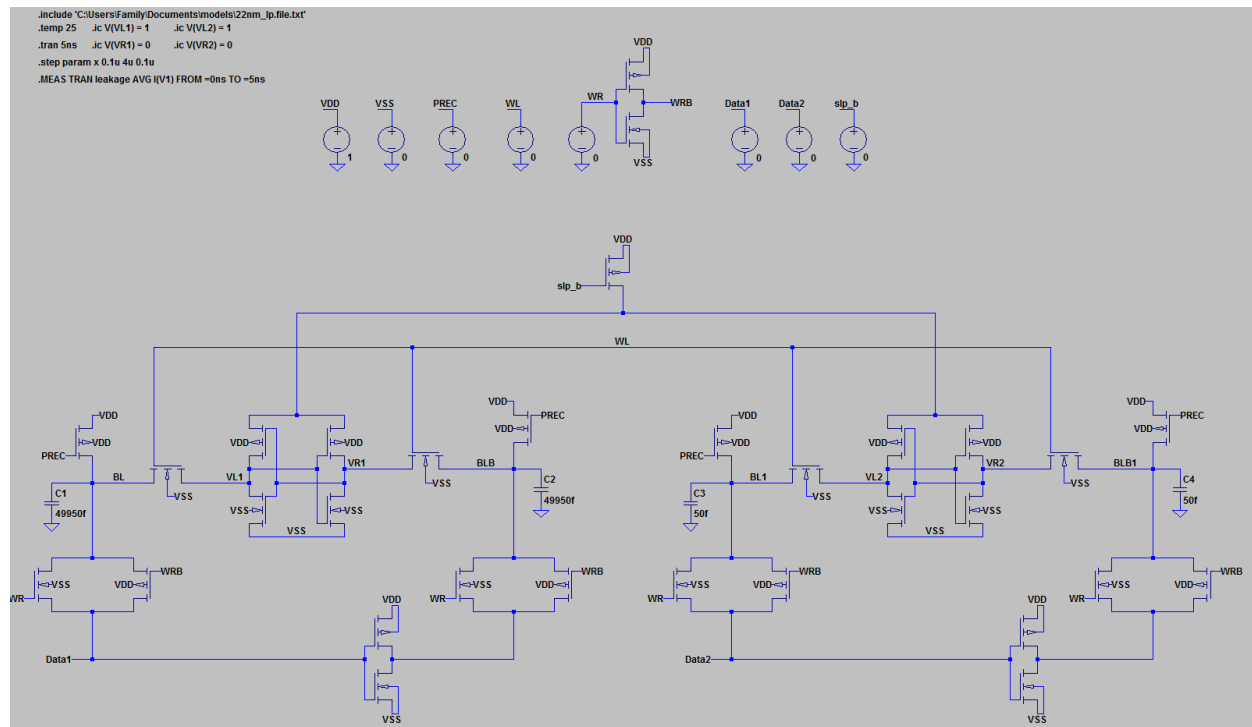 .include 'C:\Users\Family\Documents\models\22nm_lp.file.txt'
.temp 25 .ic V(VL1) = 1 .ic V(VL2) = 1
.tran 5ns .ic V(VR1) = 0 .ic V(VR2) = 0
.step param x 0.1u 4u 0.1u
.MEAS TRAN leakage AVG I(V1) FROM =0ns TO =5ns
VDD
VDD VSS PREC WL WR WRB Data1 Data2 slp_b
1 0 0 0 0 0 0 0
VSS
VDD
slp_b
WL
VDD VDD VDD VDD
PREC PREC
VDD VDD VDD VDD VDD VDD VDD VDD
PREC PREC
BL VL1 VR1 BLB BL1 VL2 VR2 BLB1
C1 VSS VSS C2 C3 VSS VSS C4
49950f VSS VSS 49950f 50f VSS VSS 50f
VSS VSS
WRB WRB WRB WRB
VSS VDD VSS VDD VSS VDD VSS VDD
WR WR WR WR
VDD VDD
Data1 Data2
VSS VSS